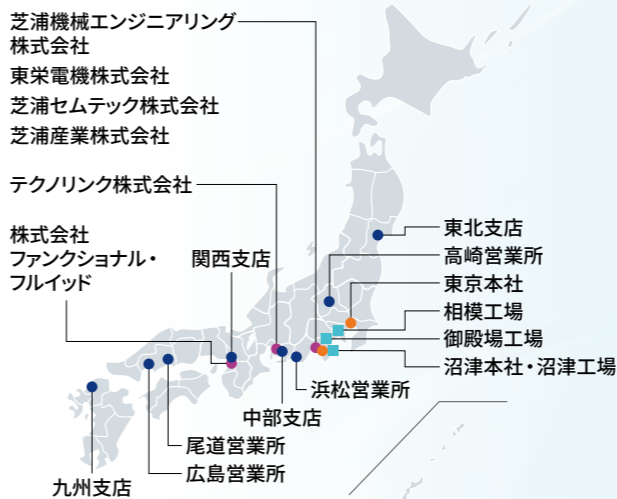 芝浦機械エンジニアリング
株式会社
東栄電機株式会社
芝浦セムテック株式会社
芝浦産業株式会社
テクノリンク株式会社
株式会社
ファンクショナル・
フルイッド
関西支店
東北支店
高崎営業所
東京本社
相模工場
御殿場工場
沼津本社・沼津工場
浜松営業所
中部支店
尾道営業所
広島営業所
九州支店